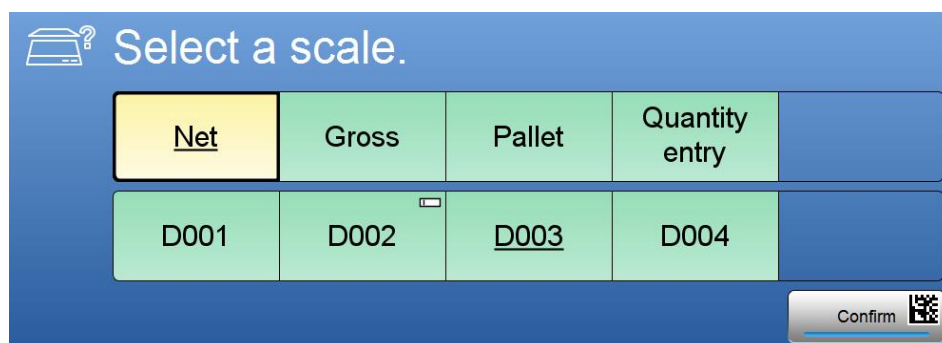 Select a scale.
Net
Gross
Pallet
Quantity
entry
D001
D002
D003
D004
Confirm